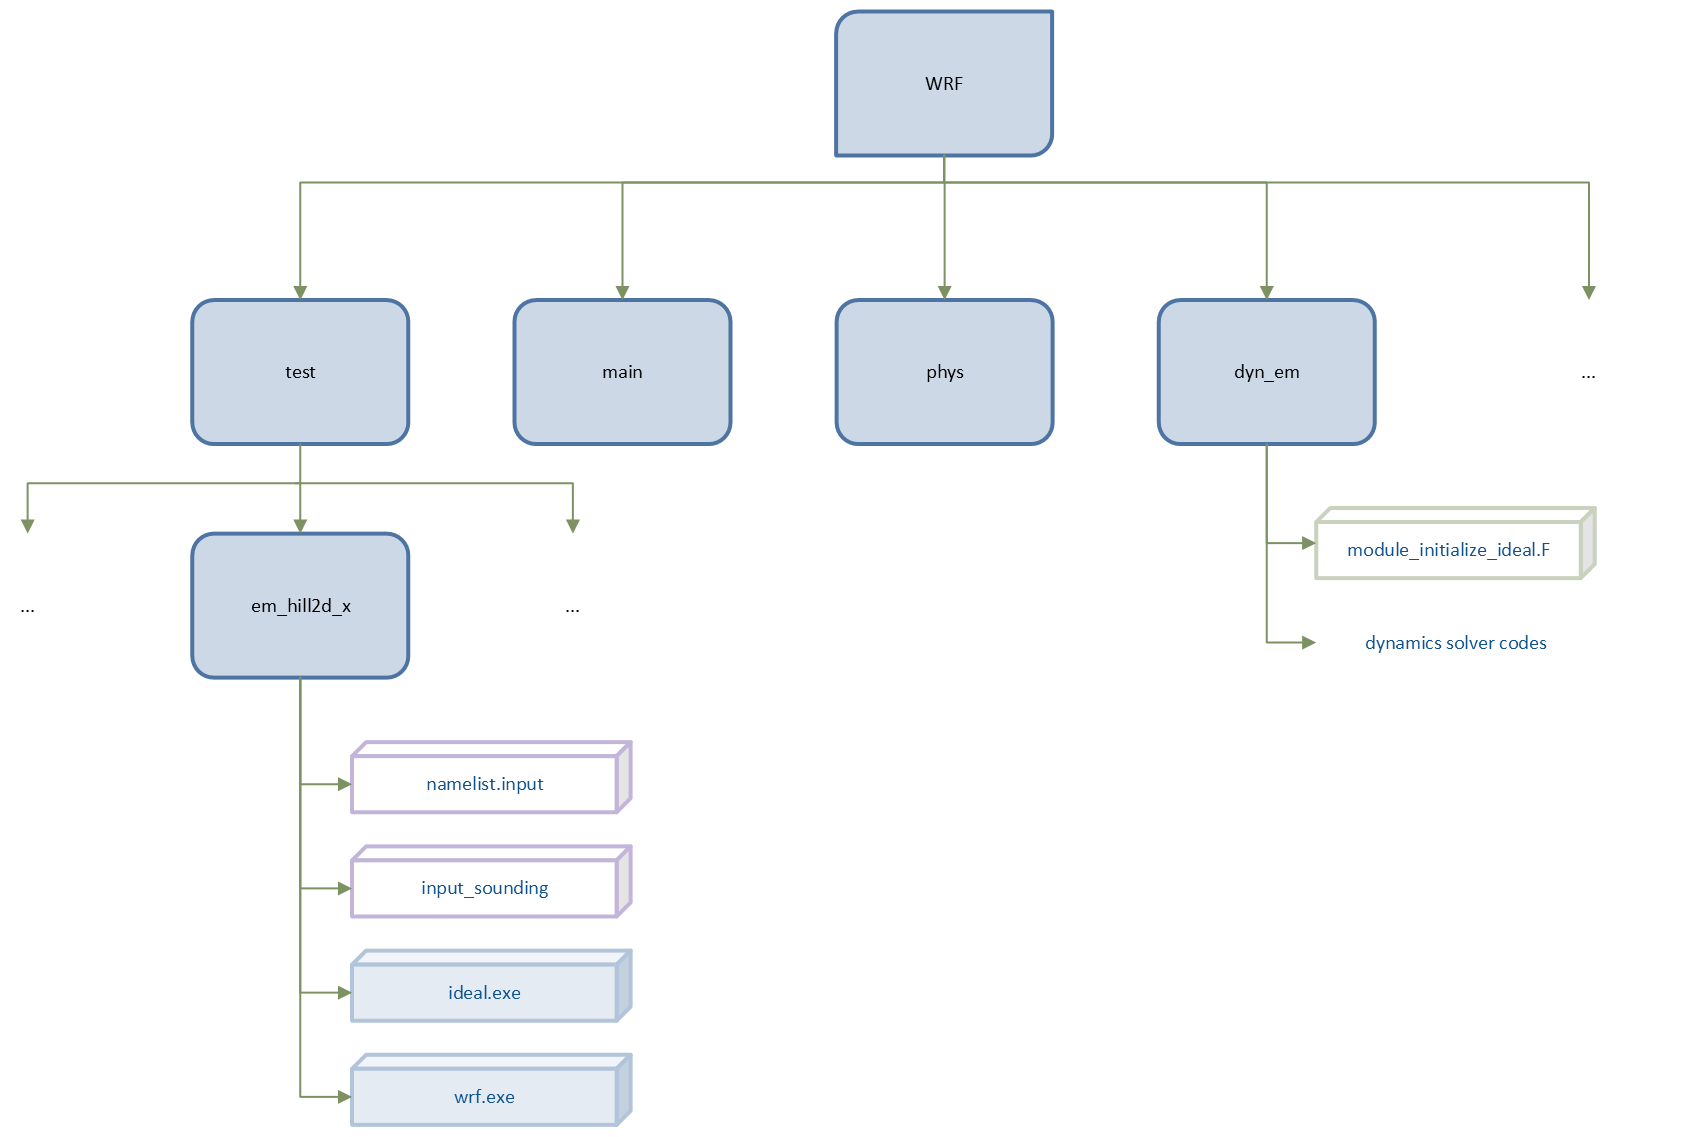 WRF
test
main
phys
dyn_em
...
module_initialize_ideal.F
...
em_hill2d_x
...
dynamics solver codes
namelist.input
input_sounding
ideal.exe
wrf.exe